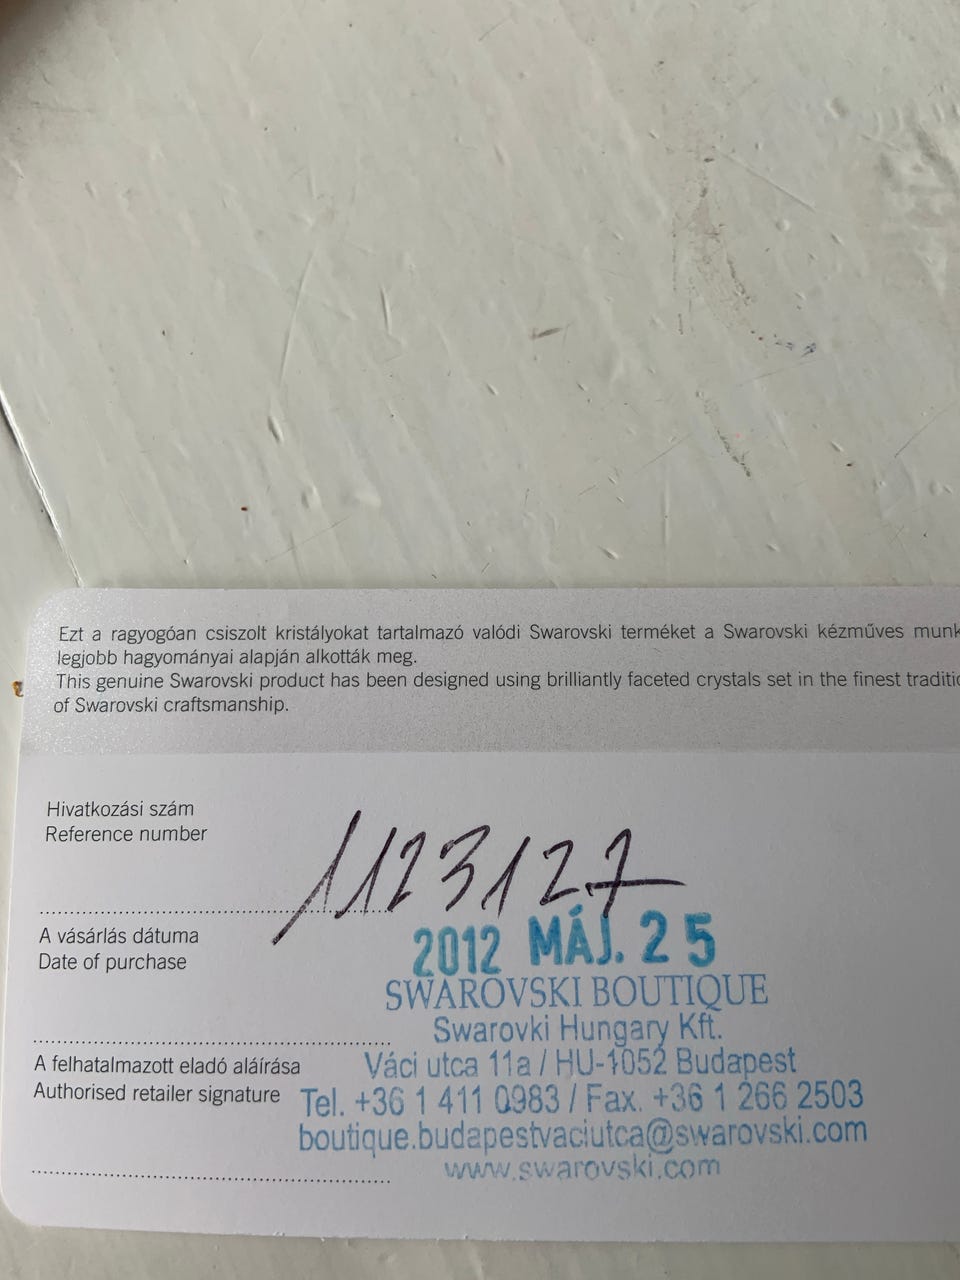 Ezt a ragyogóan csiszolt kristályokat tartalmazó valódi Swarovski terméket a Swarovski kézműves munk
legjobb hagyományai alapján alkották meg.
This genuine Swarovski product has been designed using brilliantly faceted crystals set in the finest traditio
of Swarovski craftsmanship.
Hivatkozási szám
Reference number
1123127
A vásárlás dátuma
Date of purchase
2012 MÁJ. 25
SWAROVSKI BOUTIQUE
Swarovki Hungary Kft.
Váci utca 11a / HU-1052 Budapest
A felhatalmazott eladó aláírása
Authorised retailer signature
Tel. +36 1 411 0983 / Fax. +36 1 266 2503
boutique.budapestvaciutca@swarovski.com
www.swarovski.com